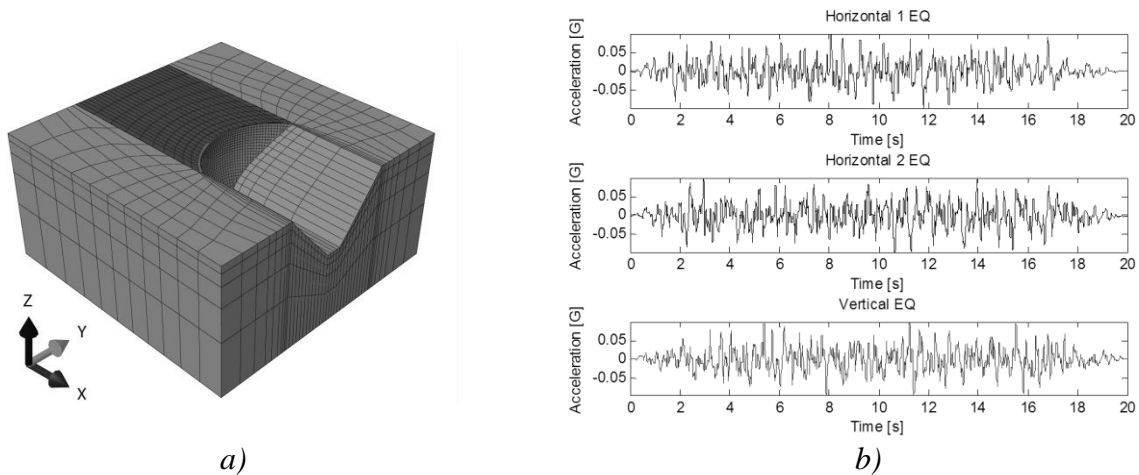 Z
Y
X
a)
Horizontal 1 EQ
Acceleration [G]
0.05
0
-0.05
0 2 4 6 8 10 12 14 16 18 20
Time [s]
Horizontal 2 EQ
Acceleration [G]
0.05
0
-0.05
0 2 4 6 8 10 12 14 16 18 20
Time [s]
Vertical EQ
Acceleration [G]
0.05
0
-0.05
0 2 4 6 8 10 12 14 16 18 20
Time [s]
b)